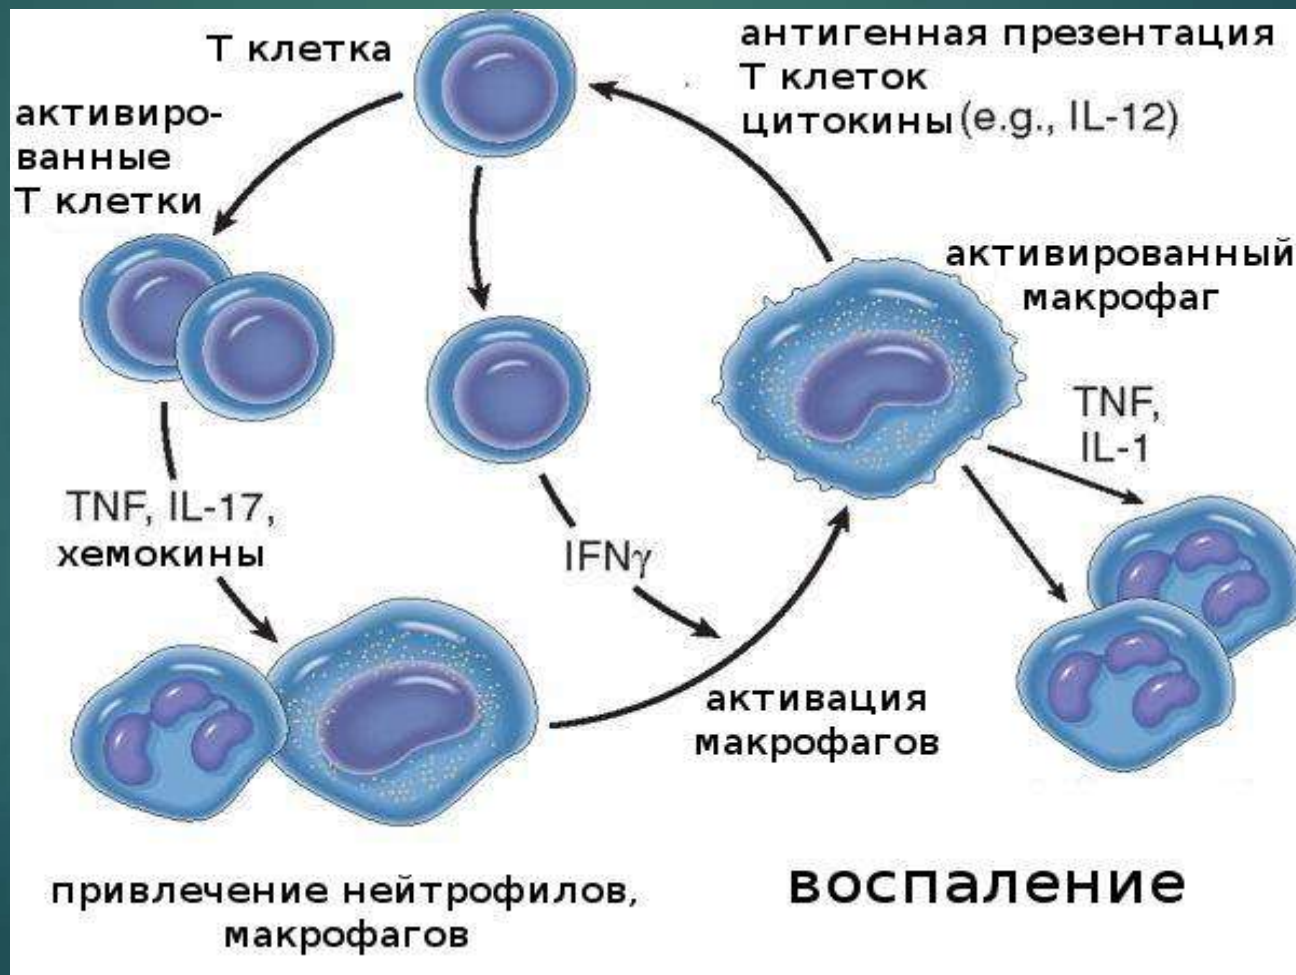 Т клетка
антигенная презентация
Т клеток
цитокины (e.g., IL-12)
активиро-
ванные
Т клетки
активированный
макрофаг
TNF,
IL-1
TNF, IL-17,
хемокины
IFNγ
активация
макрофагов
привлечение нейтрофилов,
макрофагов
воспаление